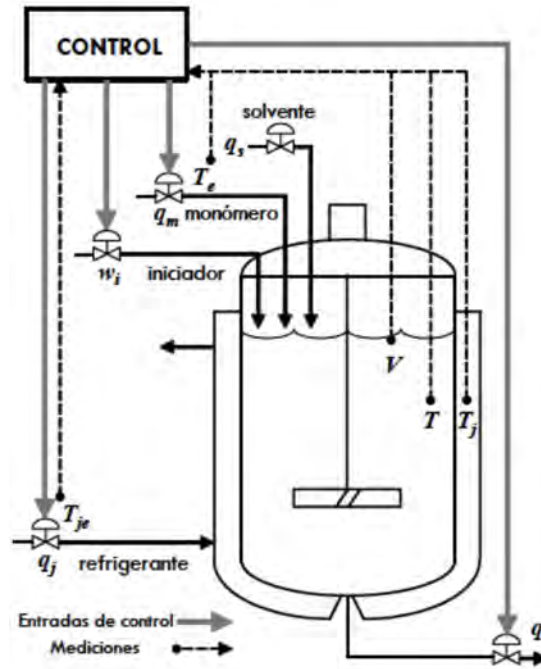 CONTROL
solvente
q_s
T_e
q_m monómero
w_i iniciador
V
T T_j
T_je
q_j refrigerante
Entradas de control
Mediciones
q